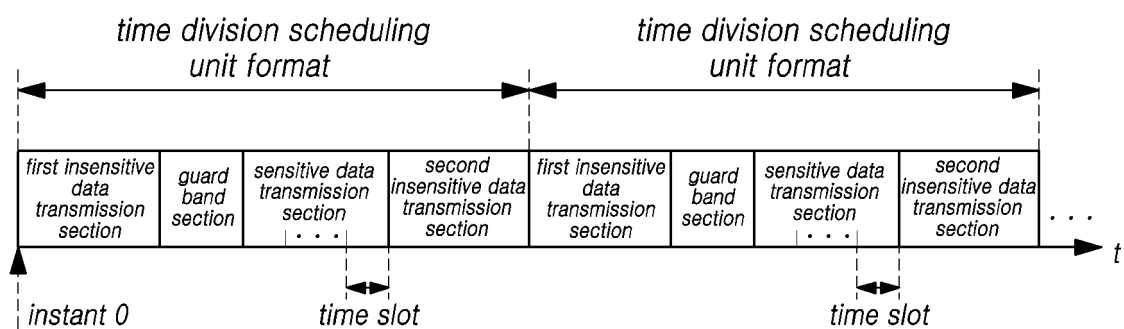 time division scheduling
unit format
time division scheduling
unit format
first insensitive
data
transmission
section
guard
band
section
sensitive data
transmission
section
. . .
second
insensitive data
transmission
section
first insensitive
data
transmission
section
guard
band
section
sensitive data
transmission
section
. . .
second
insensitive data
transmission
section
. . .
t
instant 0
time slot
time slot